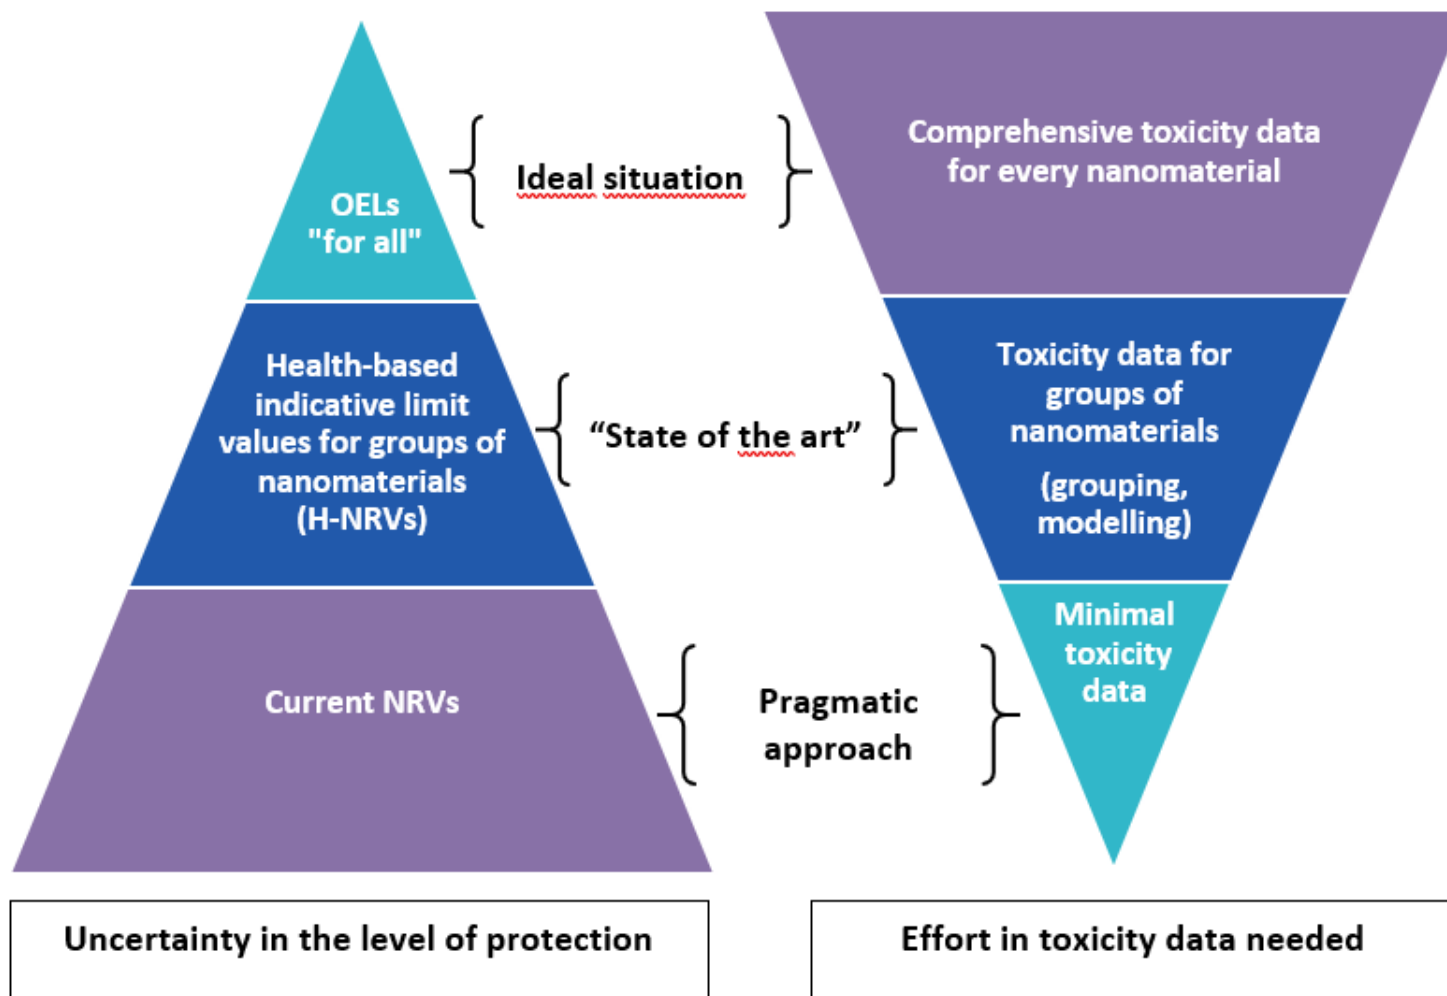 OELs
"for all"
Health-based
indicative limit
values for groups of
nanomaterials
(H-NRVs)
Current NRVs
Uncertainty in the level of protection
Ideal situation
“State of the art”
Pragmatic
approach
Comprehensive toxicity data
for every nanomaterial
Toxicity data for
groups of
nanomaterials
(grouping,
modelling)
Minimal
toxicity
data
Effort in toxicity data needed